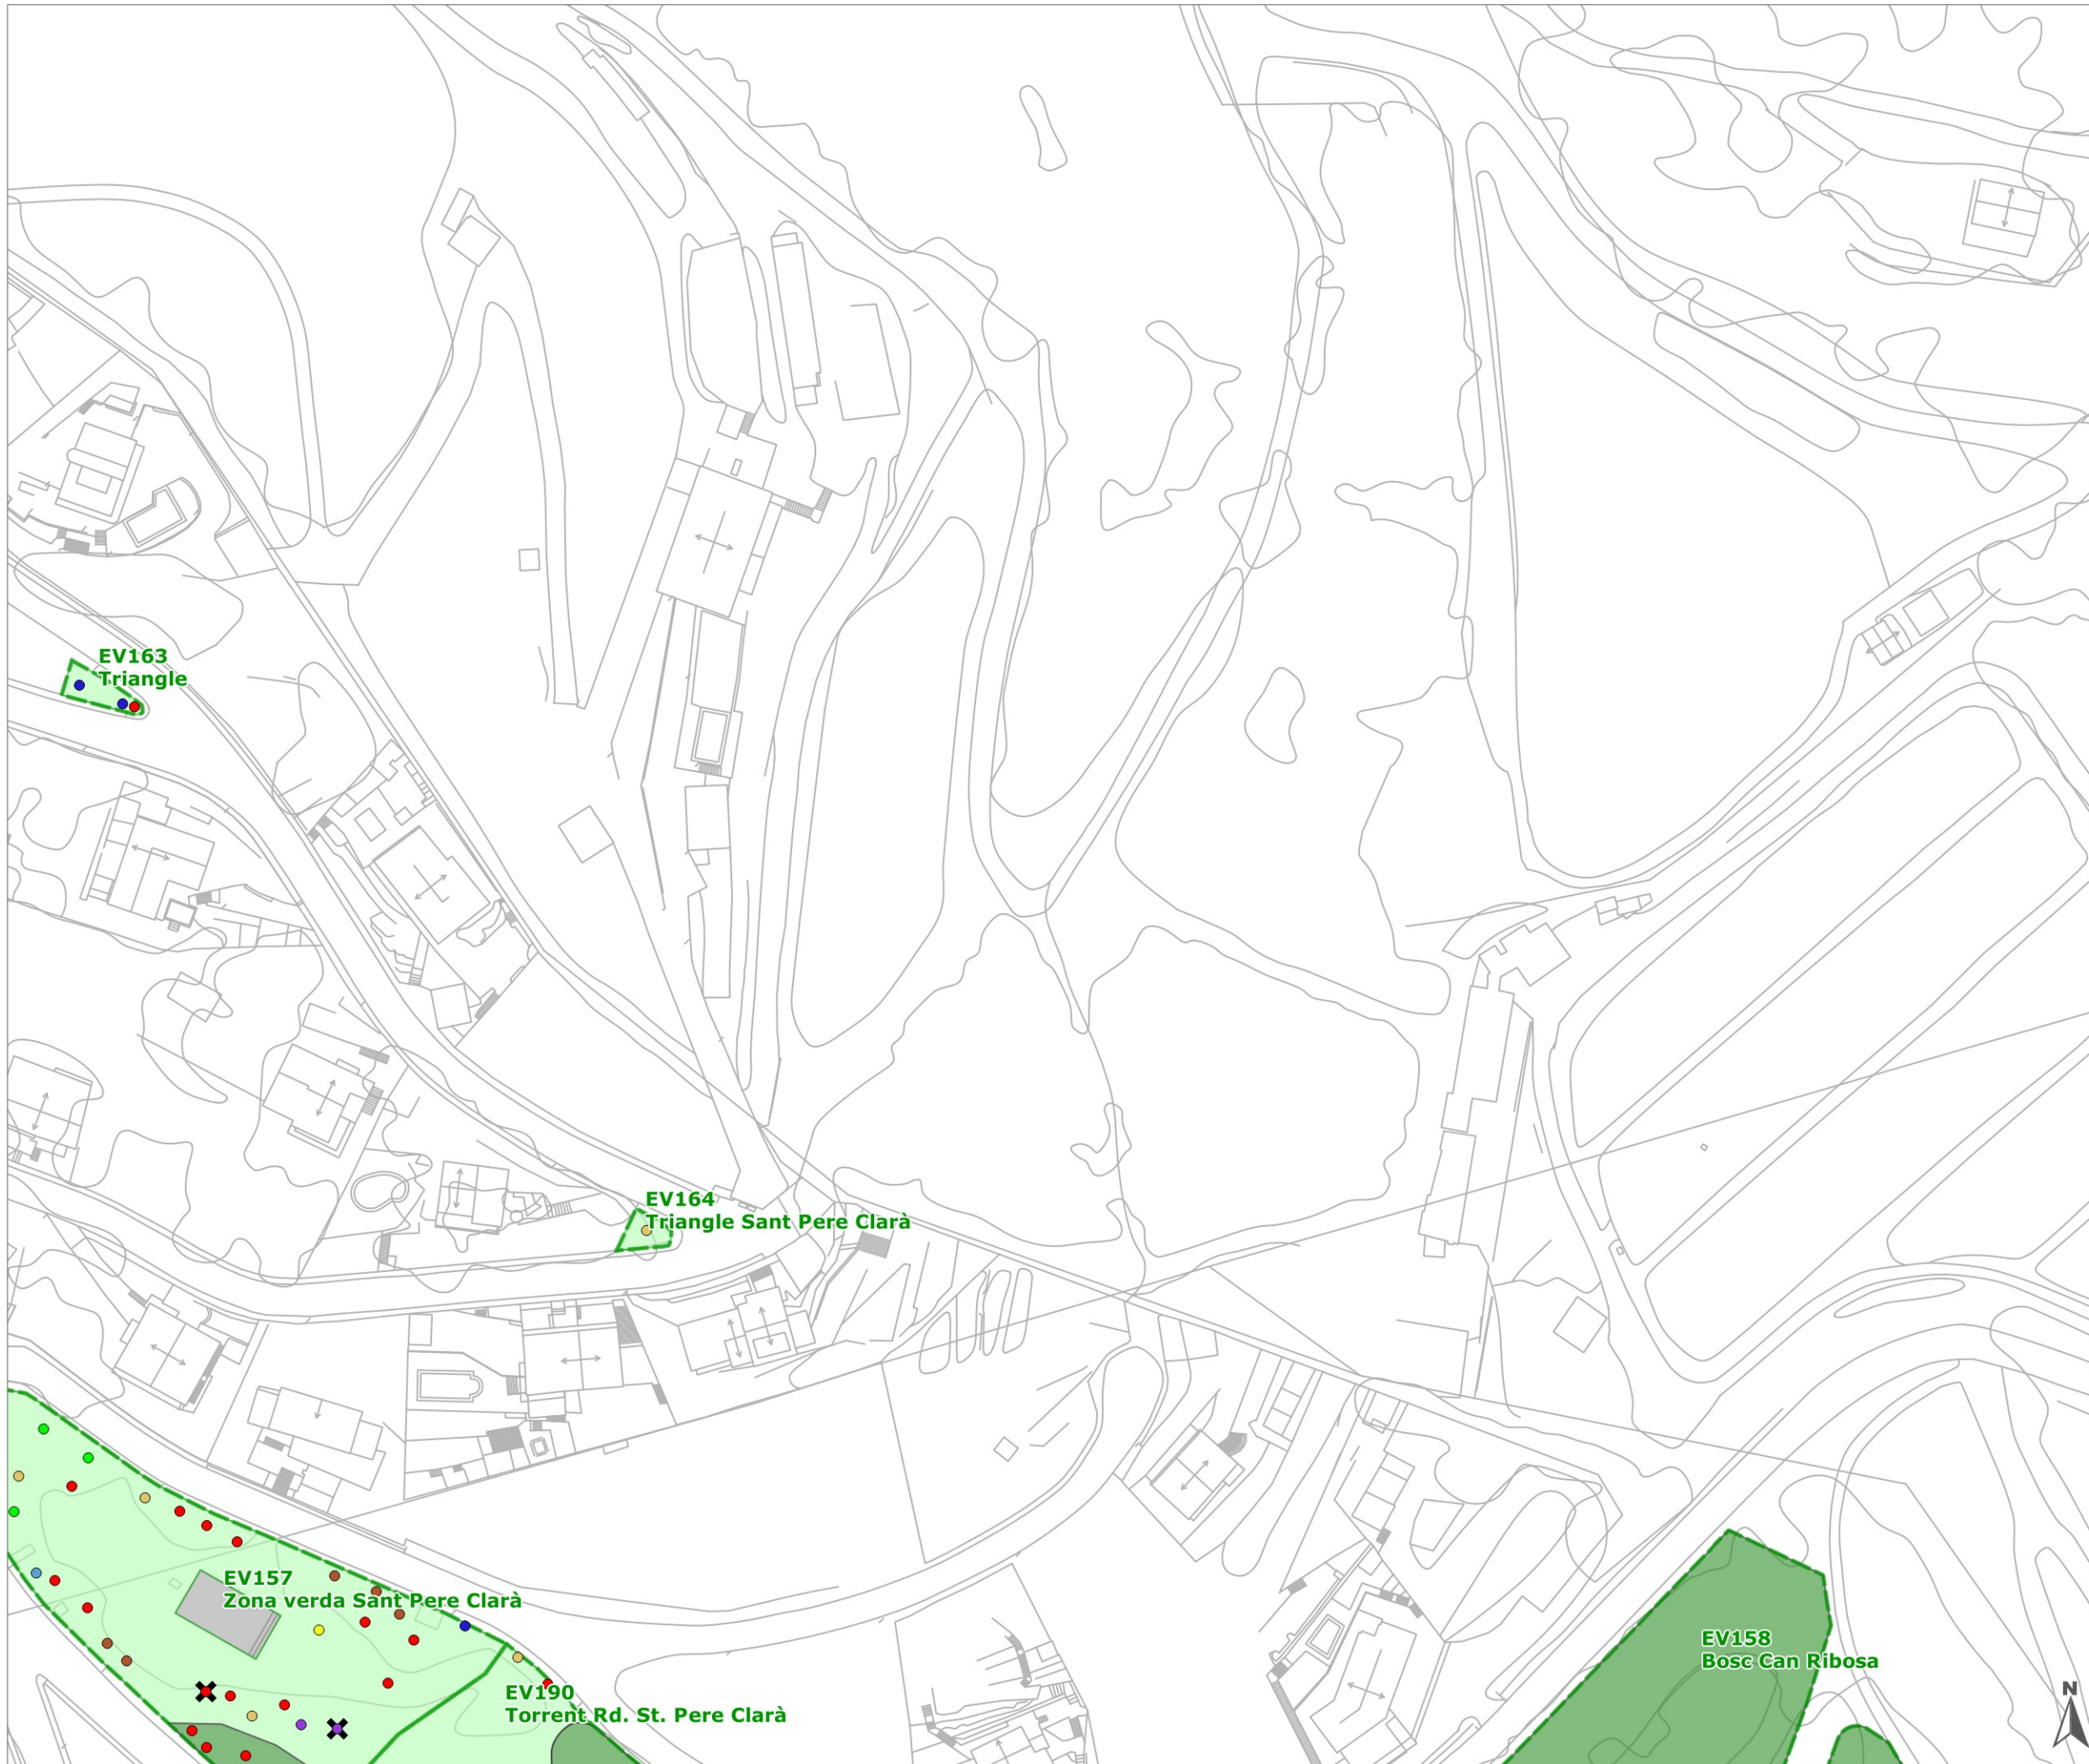 EV163
Triangle
EV164
Triangle Sant Pere Clarà
EV157
Zona verda Sant Pere Clarà
EV158
Bosc Can Ribosa
EV190
Torrent Rd. St. Pere Clarà
N